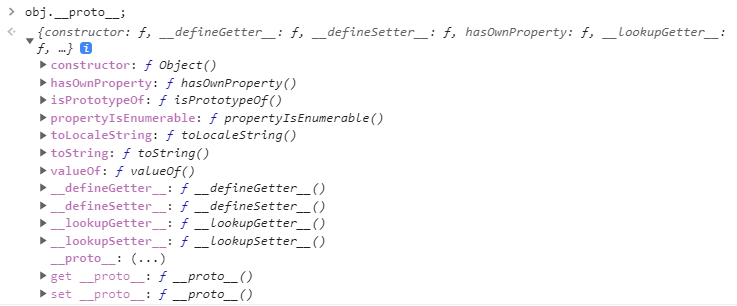 obj.__proto__;
{constructor: ƒ, __defineGetter__: ƒ, __defineSetter__: ƒ, hasOwnProperty: ƒ, __lookupGetter__:
ƒ, …} i
constructor: ƒ Object()
hasOwnProperty: ƒ hasOwnProperty()
isPrototypeOf: ƒ isPrototypeOf()
propertyIsEnumerable: ƒ propertyIsEnumerable()
toLocaleString: ƒ toLocaleString()
toString: ƒ toString()
valueOf: ƒ valueOf()
__defineGetter__: ƒ __defineGetter__()
__defineSetter__: ƒ __defineSetter__()
__lookupGetter__: ƒ __lookupGetter__()
__lookupSetter__: ƒ __lookupSetter__()
__proto__: (...)
get __proto__: ƒ __proto__()
set __proto__: ƒ __proto__()